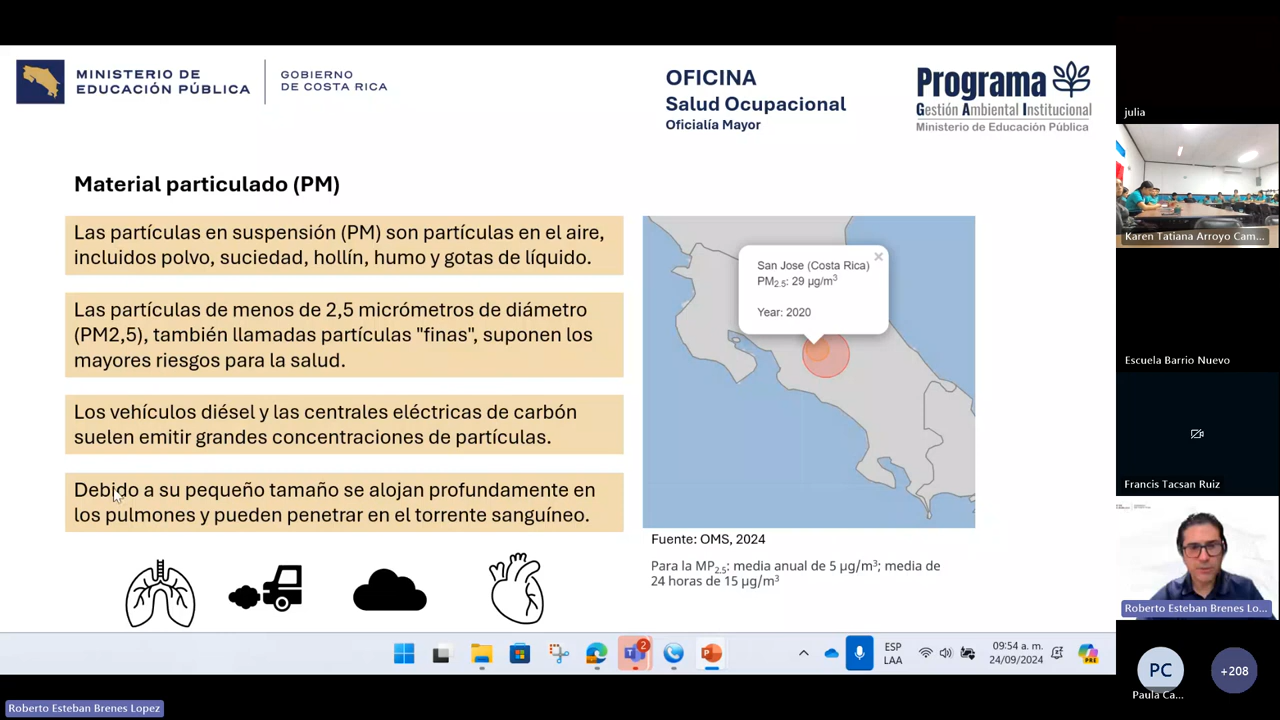 MINISTERIO DE
EDUCACIÓN PÚBLICA
GOBIERNO
DE COSTA RICA
OFICINA
Salud Ocupacional
Oficialía Mayor
Programa
Gestión Ambiental Institucional
Ministerio de Educación Pública
Material particulado (PM)
Las partículas en suspensión (PM) son partículas en el aire,
incluidos polvo, suciedad, hollín, humo y gotas de líquido.
Las partículas de menos de 2,5 micrómetros de diámetro
(PM2,5), también llamadas partículas "finas", suponen los
mayores riesgos para la salud.
Los vehículos diésel y las centrales eléctricas de carbón
suelen emitir grandes concentraciones de partículas.
Debido a su pequeño tamaño se alojan profundamente en
los pulmones y pueden penetrar en el torrente sanguíneo.
San Jose (Costa Rica)
PM2.5: 29 µg/m³
Year: 2020
Fuente: OMS, 2024
Para la MP2.5: media anual de 5 µg/m³; media de
24 horas de 15 µg/m³
2
ESP
LAA
09:54 a. m.
24/09/2024
PRE
julia
Karen Tatiana Arroyo Cam...
Escuela Barrio Nuevo
Francis Tacsan Ruiz
Roberto Esteban Brenes Lo...
PC
Paula Ca...
+208
Roberto Esteban Brenes Lopez